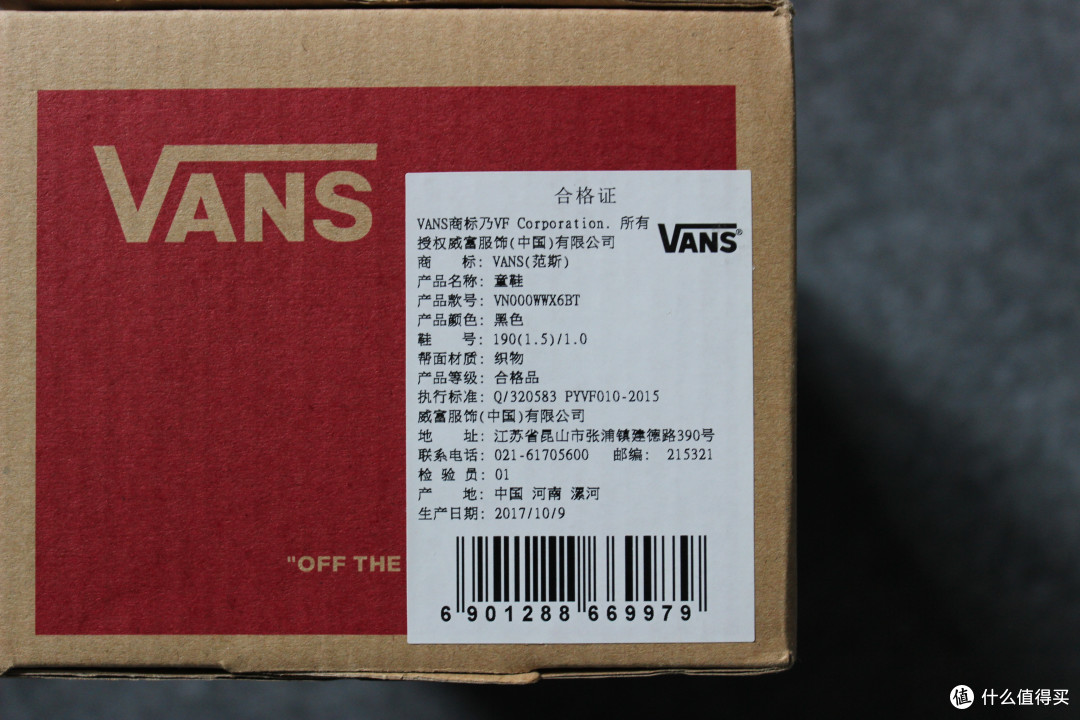 VANS
合格证
VANS商标乃VF Corporation. 所有
授权威富服饰(中国)有限公司
VANS®
商 标: VANS(范斯)
产品名称: 童鞋
产品款号: VN000WWX6BT
产品颜色: 黑色
鞋 号: 190(1.5)/1.0
帮面材质: 织物
产品等级: 合格品
执行标准: Q/320583 PYVF010-2015
威富服饰(中国)有限公司
地 址: 江苏省昆山市张浦镇建德路390号
联系电话: 021-61705600 邮编: 215321
检 验 员: 01
产 地: 中国 河南 漯河
生产日期: 2017/10/9
"OFF THE
6 901288 669979
值 什么值得买